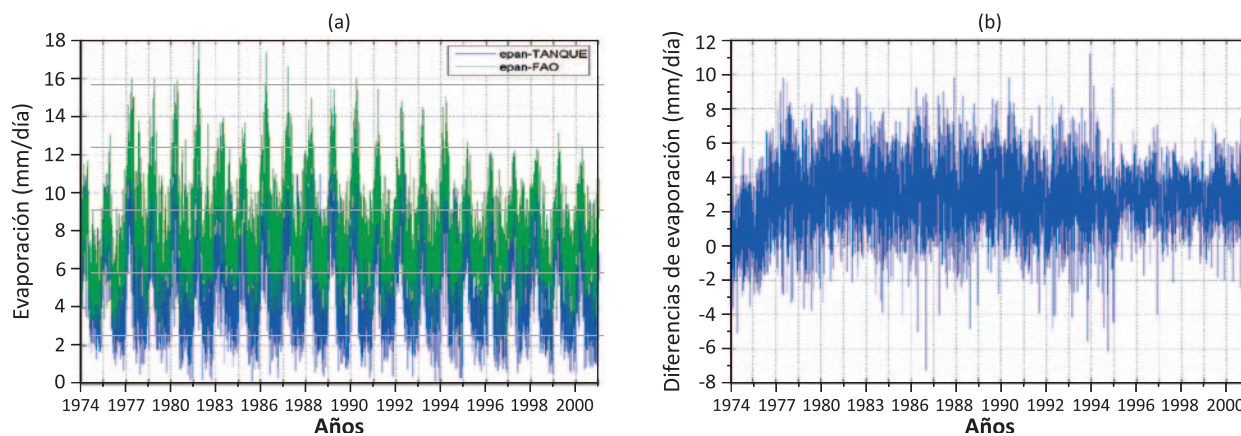 (a)
18
16
14
12
10
8
6
4
2
0
Evaporación (mm/día)
epan-TANQUE
epan-FAO
1974 1977 1980 1983 1986 1988 1990 1992 1994 1996 1998 2000
Años
(b)
12
10
8
6
4
2
0
-2
-4
-6
-8
Diferencias de evaporación (mm/día)
1974 1977 1980 1983 1986 1988 1990 1992 1994 1996 1998 2000
Años